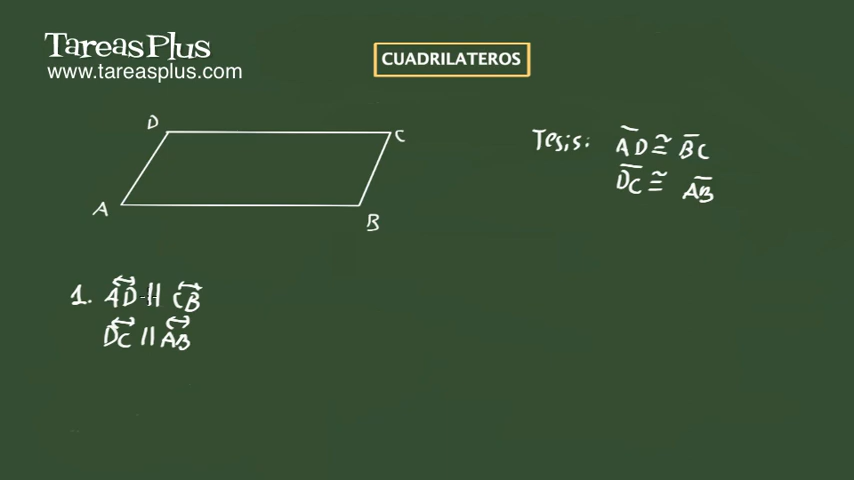 TareasPlus
www.tareasplus.com
CUADRILATEROS
D
C
A
B
Tesis: AD ≅ BC
DC ≅ AB
1. AD || CB
DC || AB